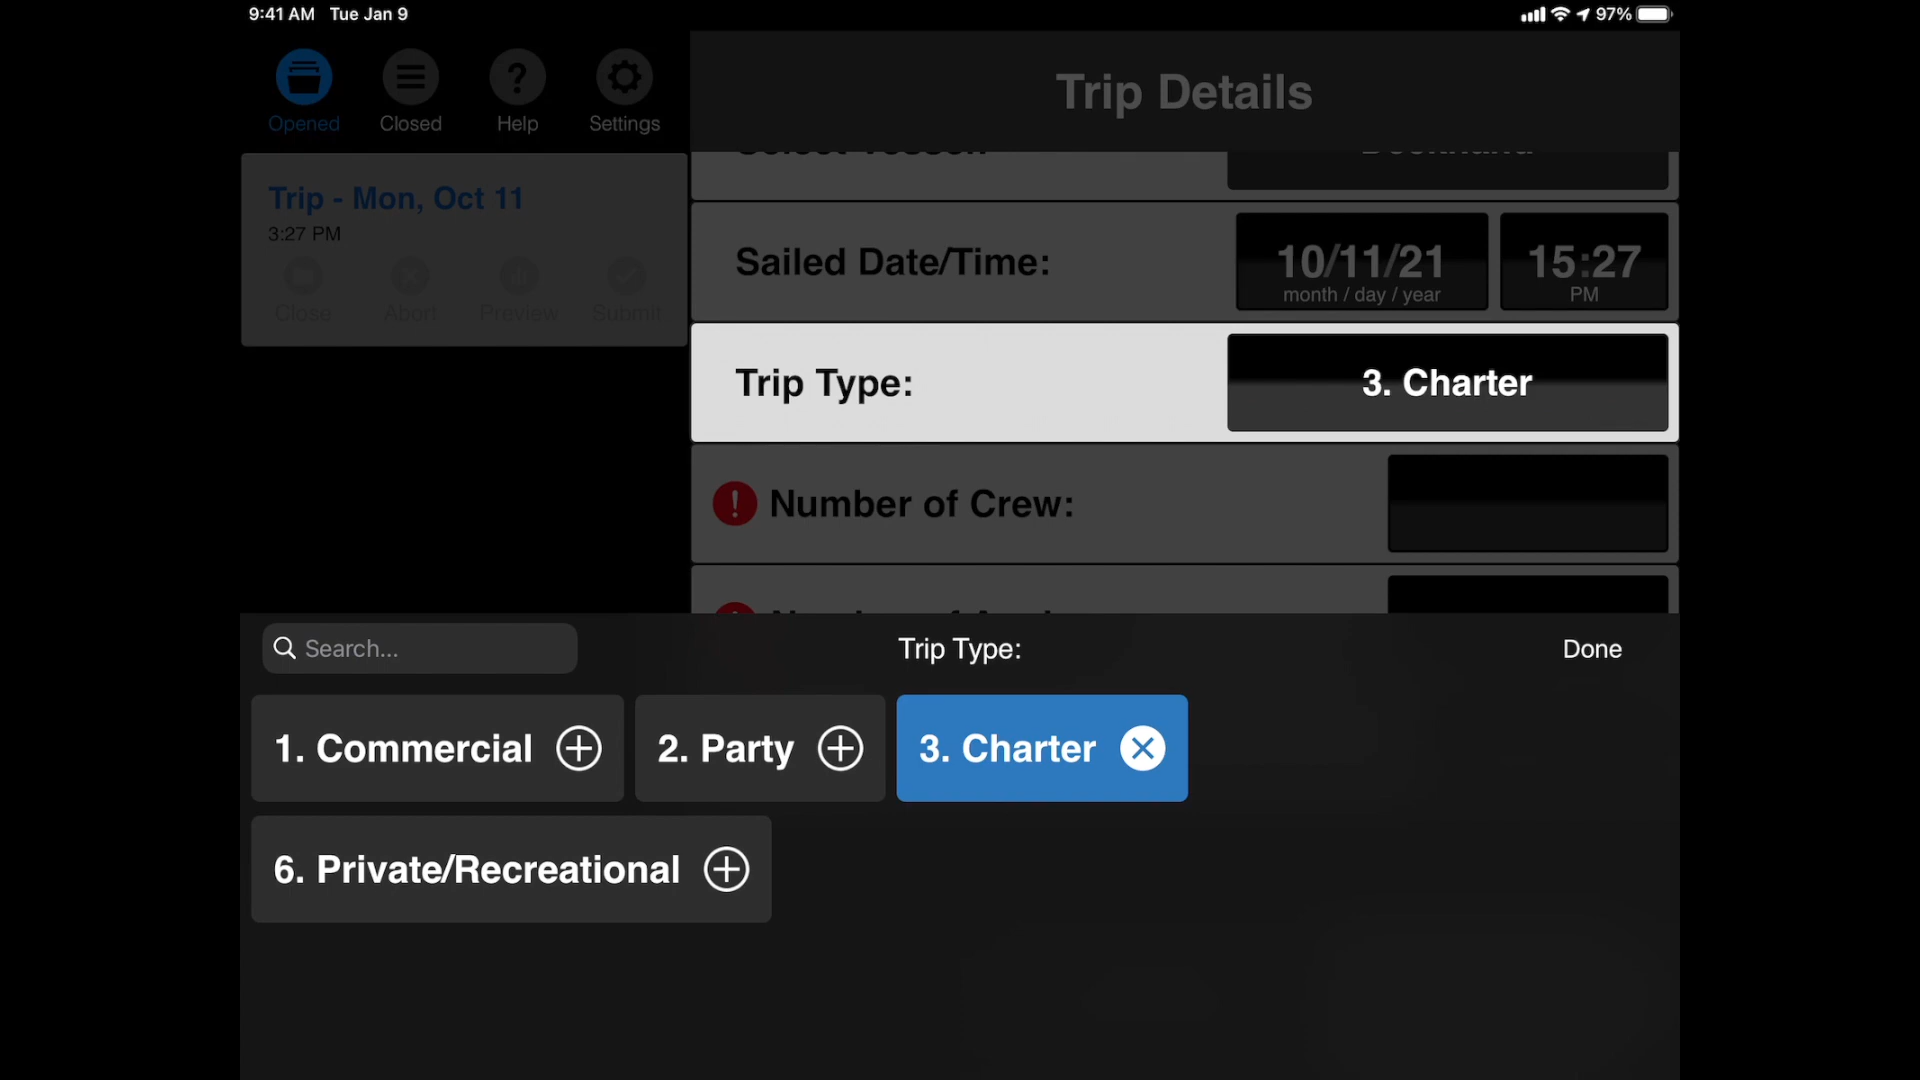 9:41 AM Tue Jan 9
97%
Opened
Closed
Help
Settings
Trip Details
Trip - Mon, Oct 11
3:27 PM
Close
Abort
Preview
Submit
Sailed Date/Time:
10/11/21
month / day / year
15:27
PM
Trip Type:
3. Charter
Number of Crew:
Search...
Trip Type:
Done
1. Commercial
2. Party
3. Charter
6. Private/Recreational